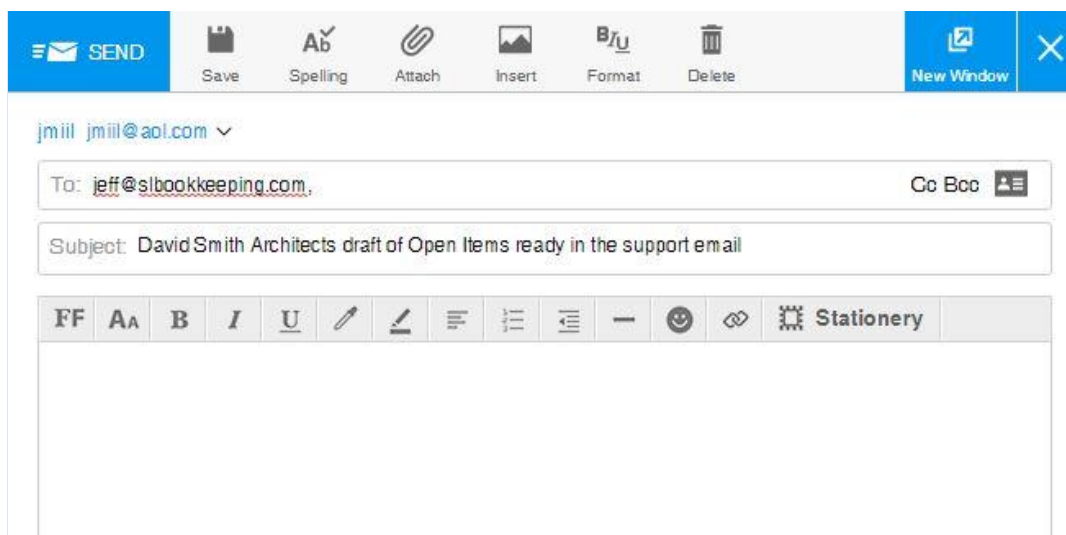 SEND
Save Spelling Attach Insert Format Delete New Window
jmiil jmiil@aol.com
To: jeff@slbookkeeping.com, Cc Bcc
Subject: David Smith Architects draft of Open Items ready in the support email
FF AA B I U Stationery